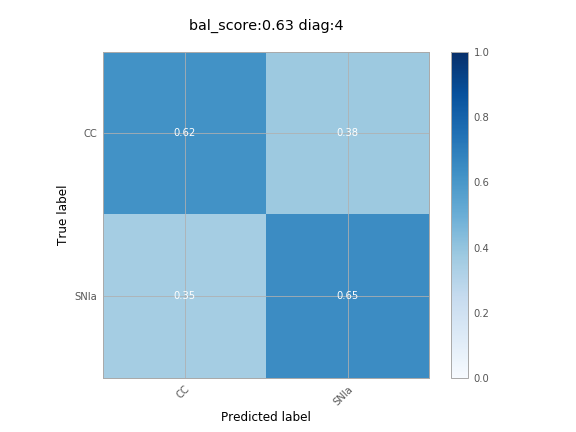 bal_score:0.63 diag:4
1.0
0.8
0.6
0.4
0.2
0.0
True label
CC
SNIa
0.62
0.38
0.35
0.65
CC
SNIa
Predicted label